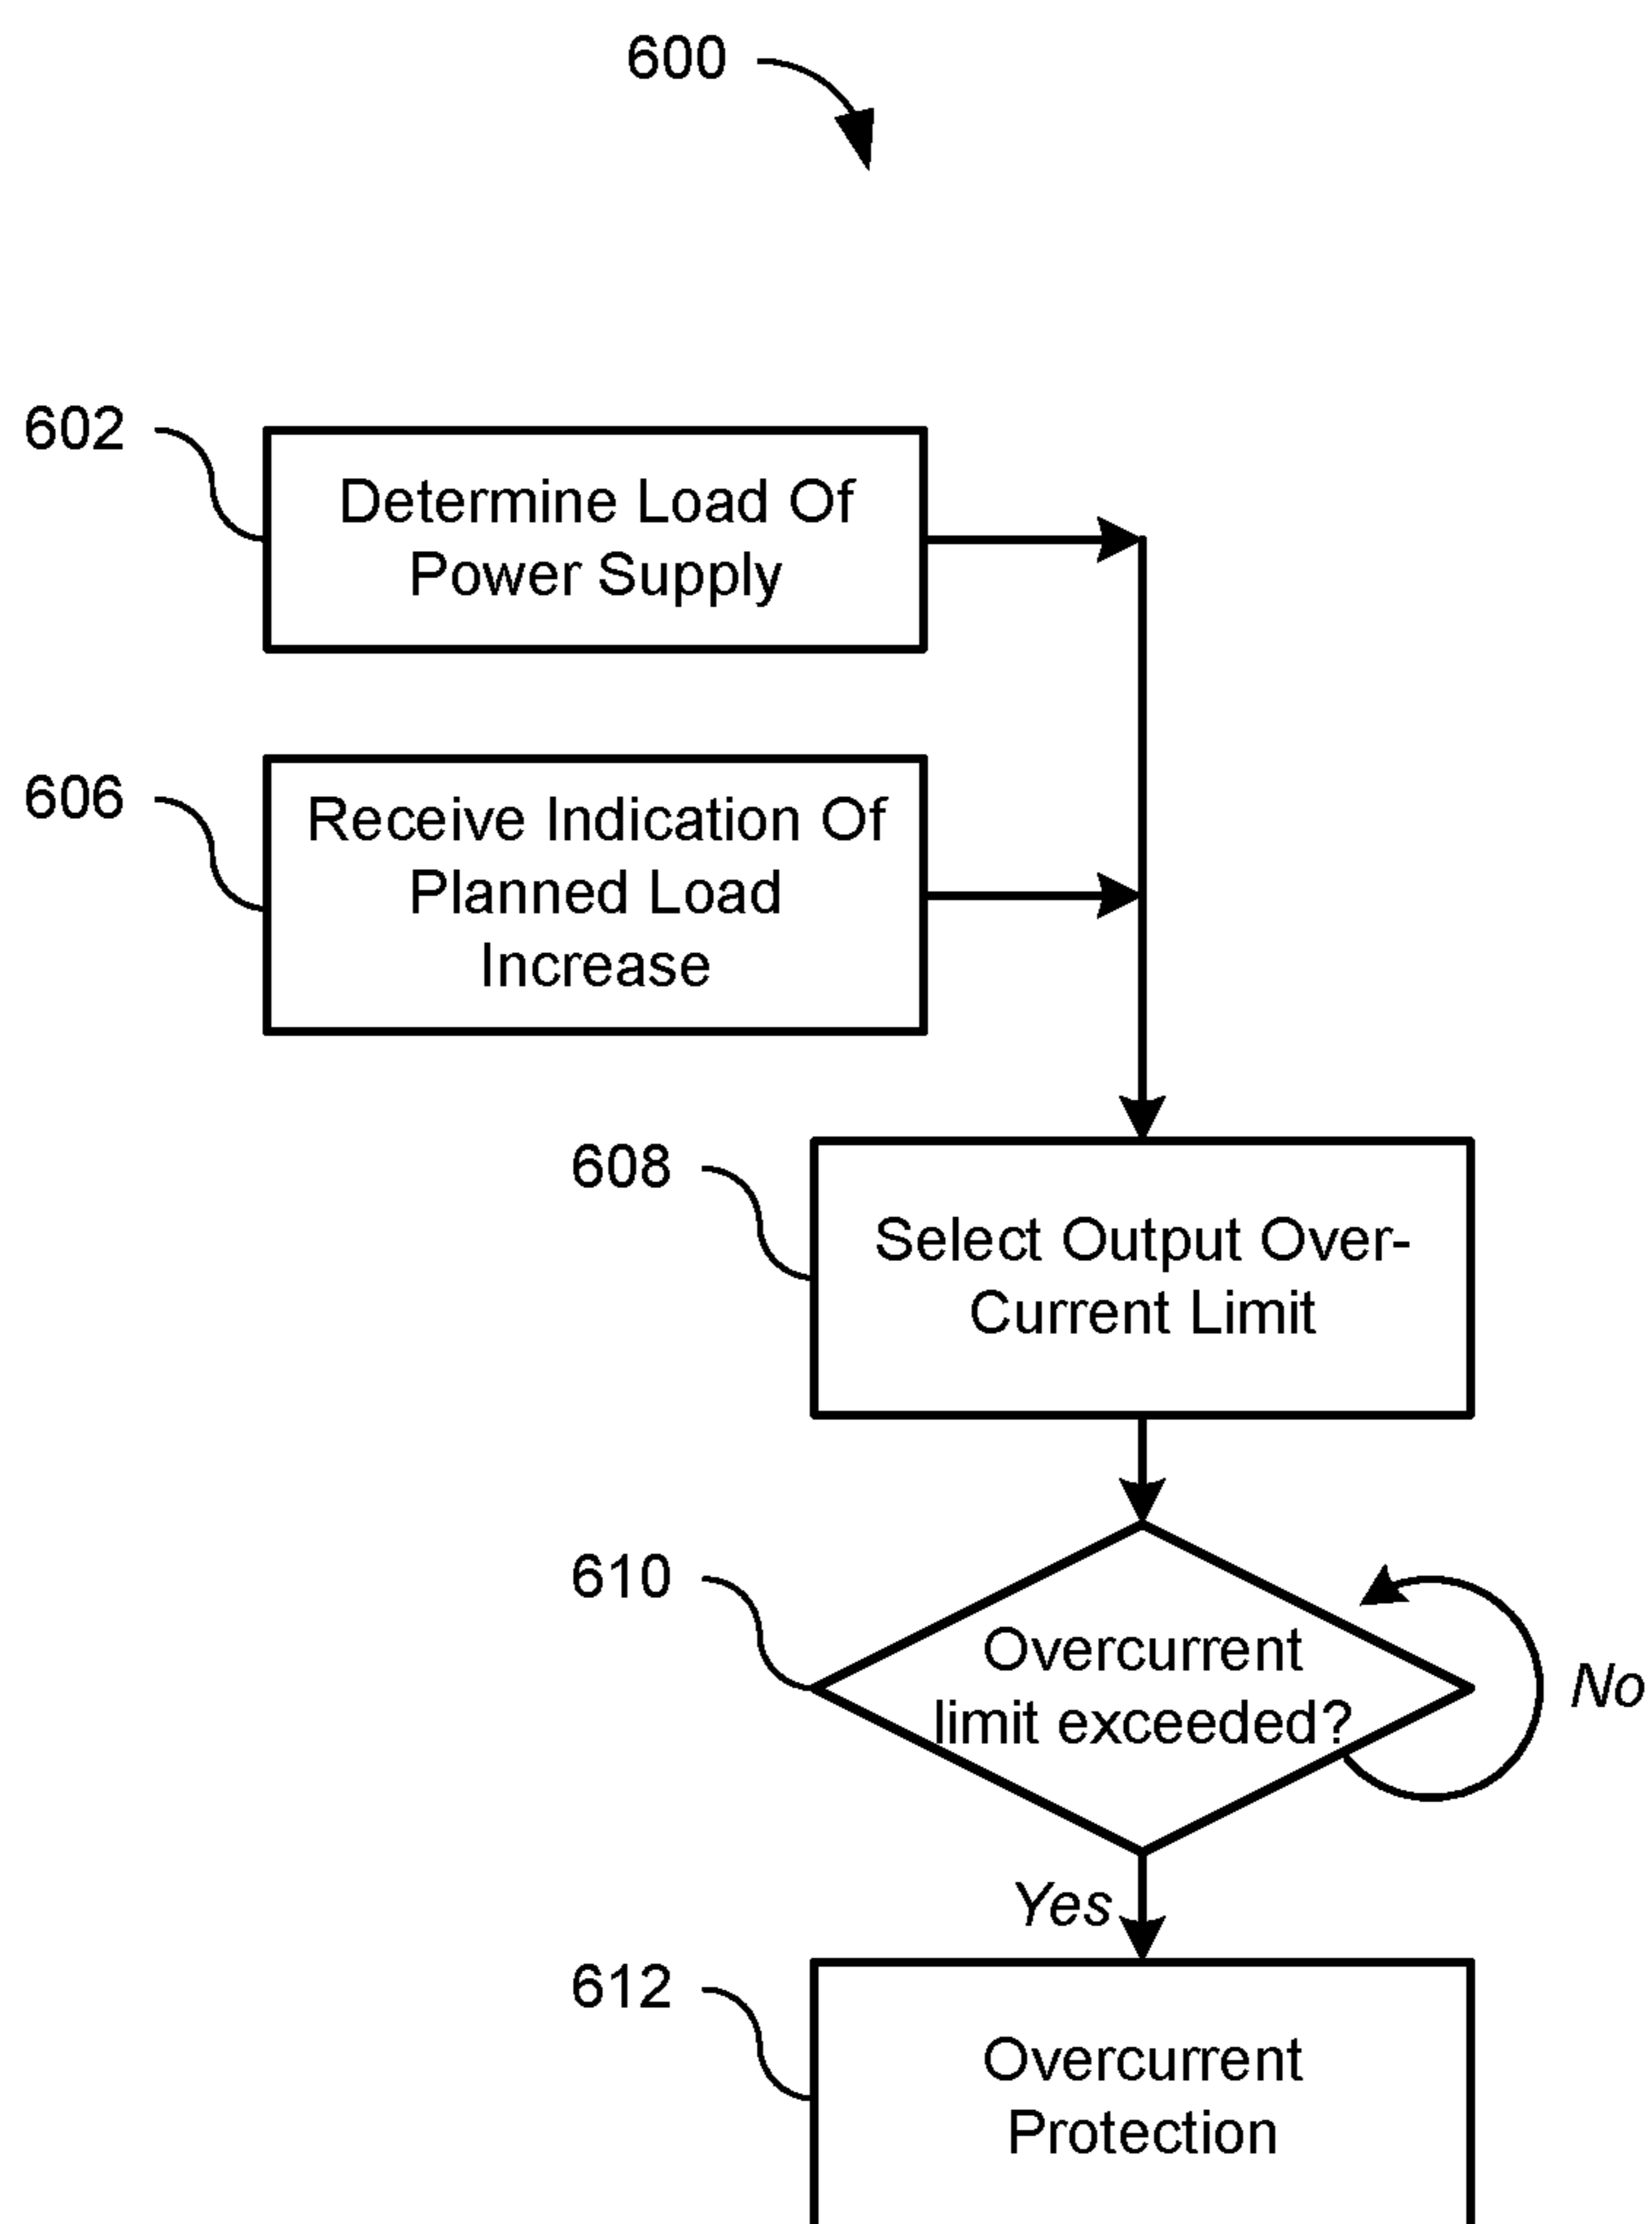 600
602
Determine Load Of
Power Supply
606
Receive Indication Of
Planned Load
Increase
608
Select Output Over-
Current Limit
610
Overcurrent
limit exceeded?
No
Yes
612
Overcurrent
Protection